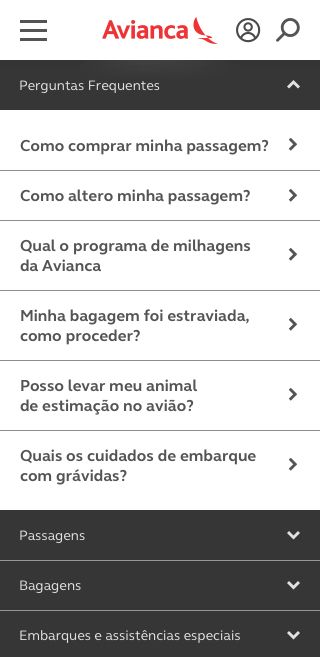 Avianca
Perguntas Frequentes
Como comprar minha passagem?
Como altero minha passagem?
Qual o programa de milhagens
da Avianca
Minha bagagem foi estraviada,
como proceder?
Posso levar meu animal
de estimação no avião?
Quais os cuidados de embarque
com grávidas?
Passagens
Bagagens
Embarques e assistências especiais